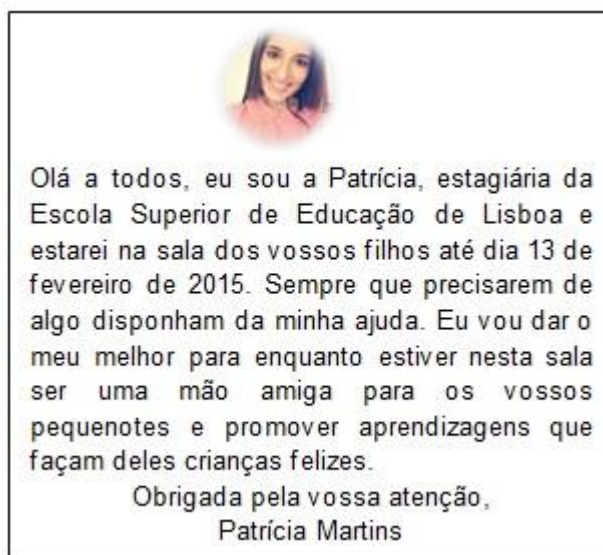 Olá a todos, eu sou a Patrícia, estagiária da
Escola Superior de Educação de Lisboa e
estarei na sala dos vossos filhos até dia 13 de
fevereiro de 2015. Sempre que precisarem de
algo disponham da minha ajuda. Eu vou dar o
meu melhor para enquanto estiver nesta sala
ser uma mão amiga para os vossos
pequenotes e promover aprendizagens que
façam deles crianças felizes.
Obrigada pela vossa atenção,
Patrícia Martins